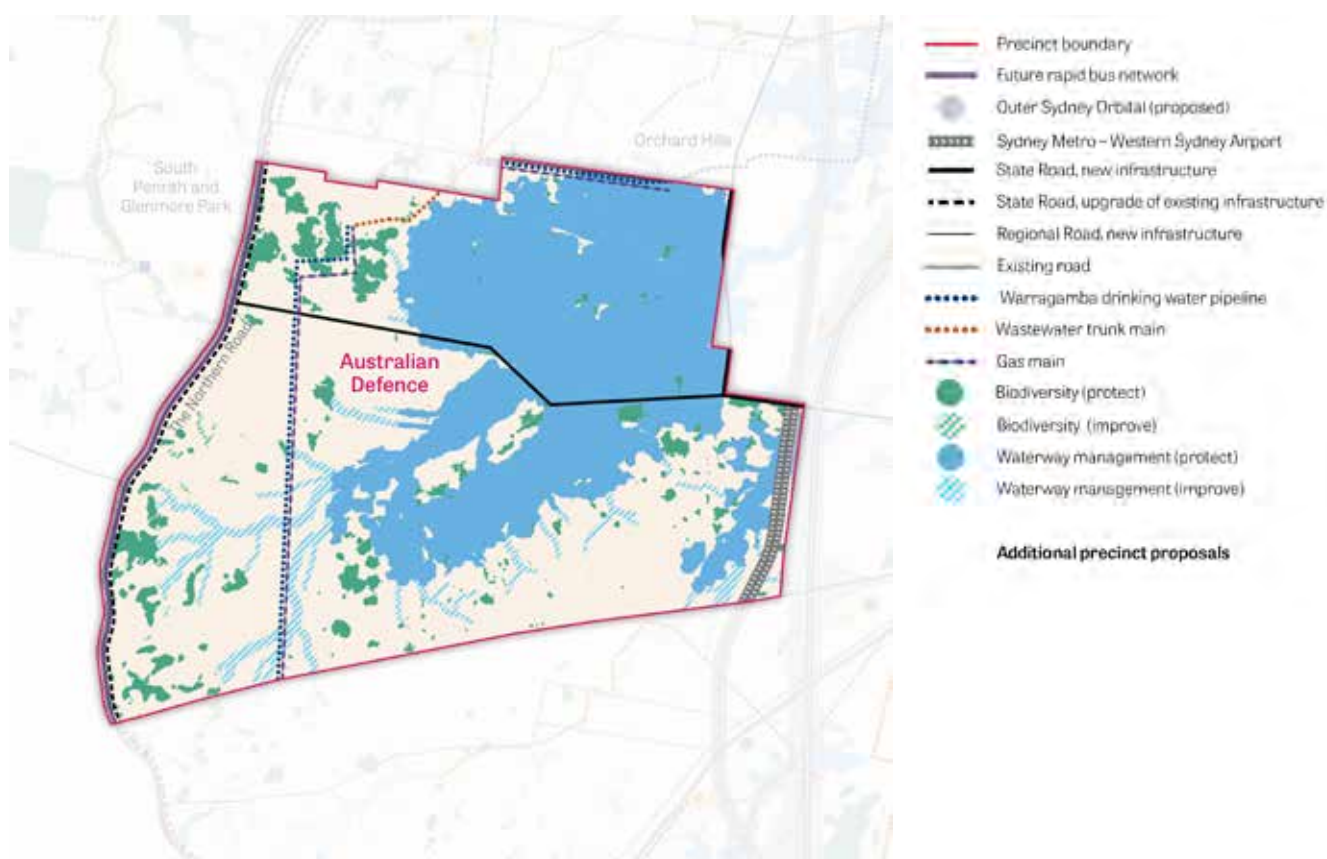 Orchard Hills
South
Penrith and
Glenmore Park
Australian
Defence
The Northern Road
Precinct boundary
Future rapid bus network
Outer Sydney Orbital (proposed)
Sydney Metro – Western Sydney Airport
State Road, new infrastructure
State Road, upgrade of existing infrastructure
Regional Road, new infrastructure
Existing road
Warragamba drinking water pipeline
Wastewater trunk main
Gas main
Biodiversity (protect)
Biodiversity (improve)
Waterway management (protect)
Waterway management (improve)
Additional precinct proposals